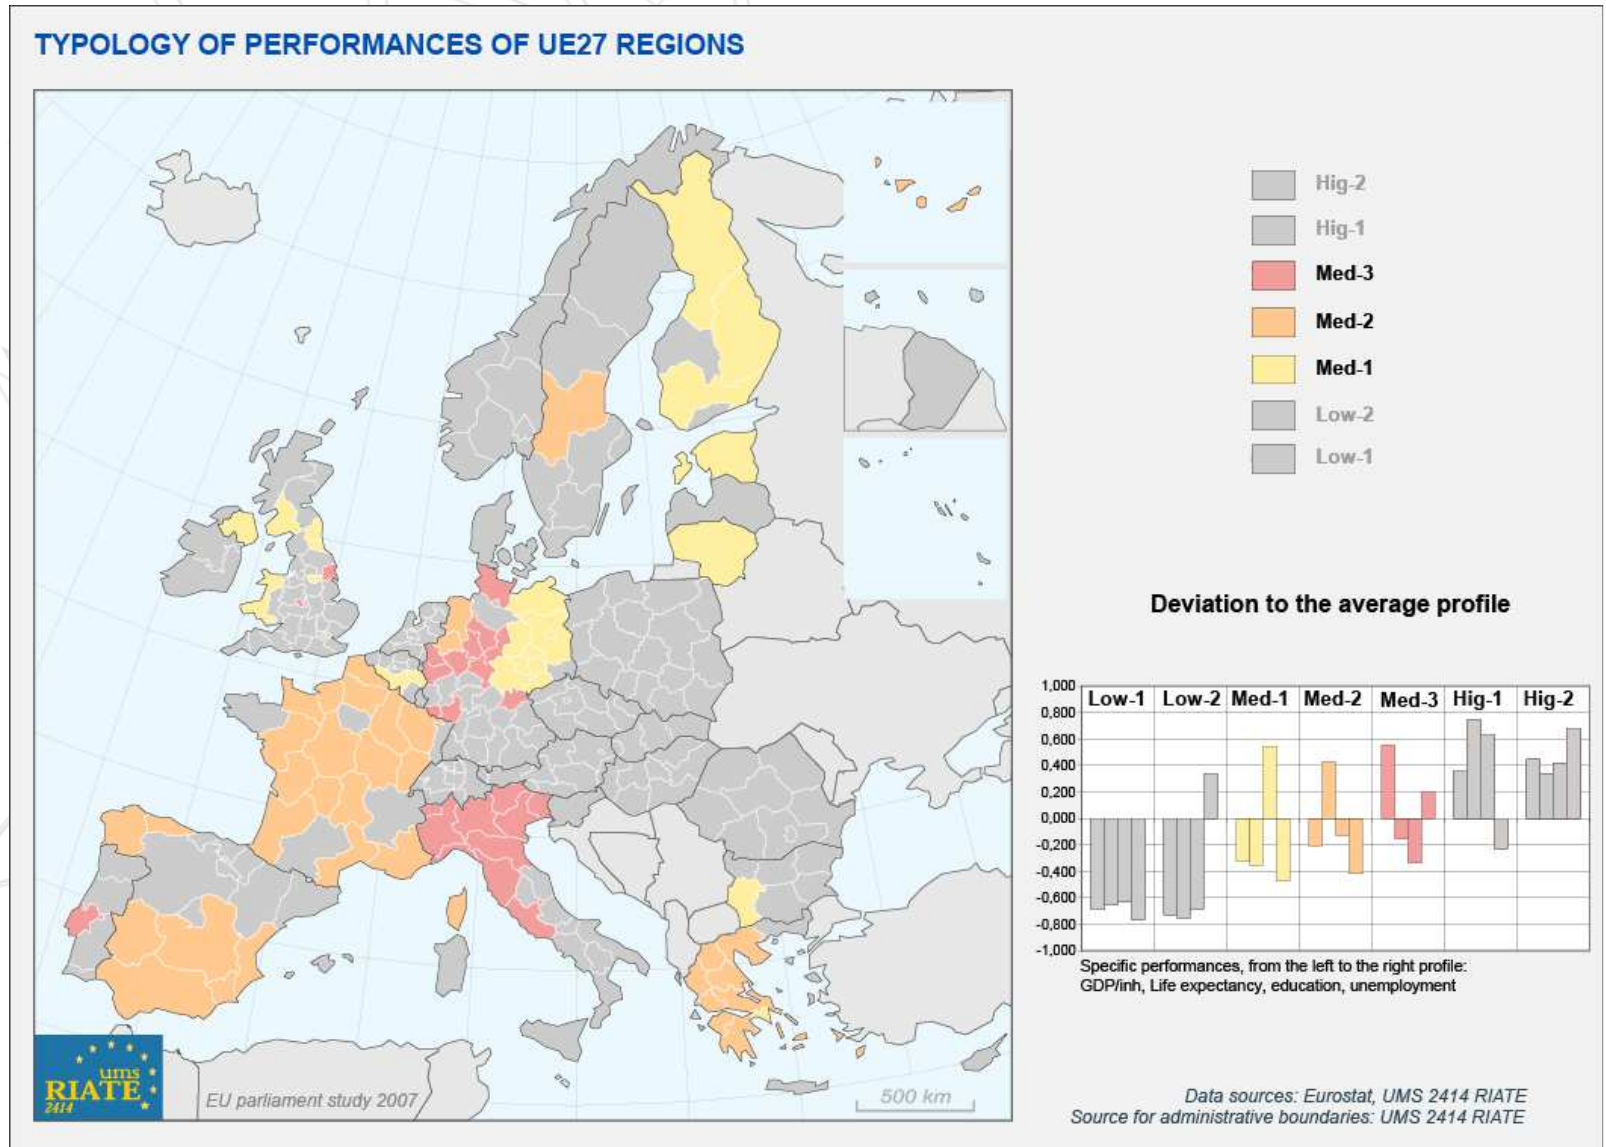 TYPOLOGY OF PERFORMANCES OF UE27 REGIONS
Hig-2
Hig-1
Med-3
Med-2
Med-1
Low-2
Low-1
Deviation to the average profile
1,000
0,800
0,600
0,400
0,200
0,000
-0,200
-0,400
-0,600
-0,800
-1,000
Low-1 Low-2 Med-1 Med-2 Med-3 Hig-1 Hig-2
Specific performances, from the left to the right profile:
GDP/inh, Life expectancy, education, unemployment
ums
RIATE
2414
EU parliament study 2007
500 km
Data sources: Eurostat, UMS 2414 RIATE
Source for administrative boundaries: UMS 2414 RIATE